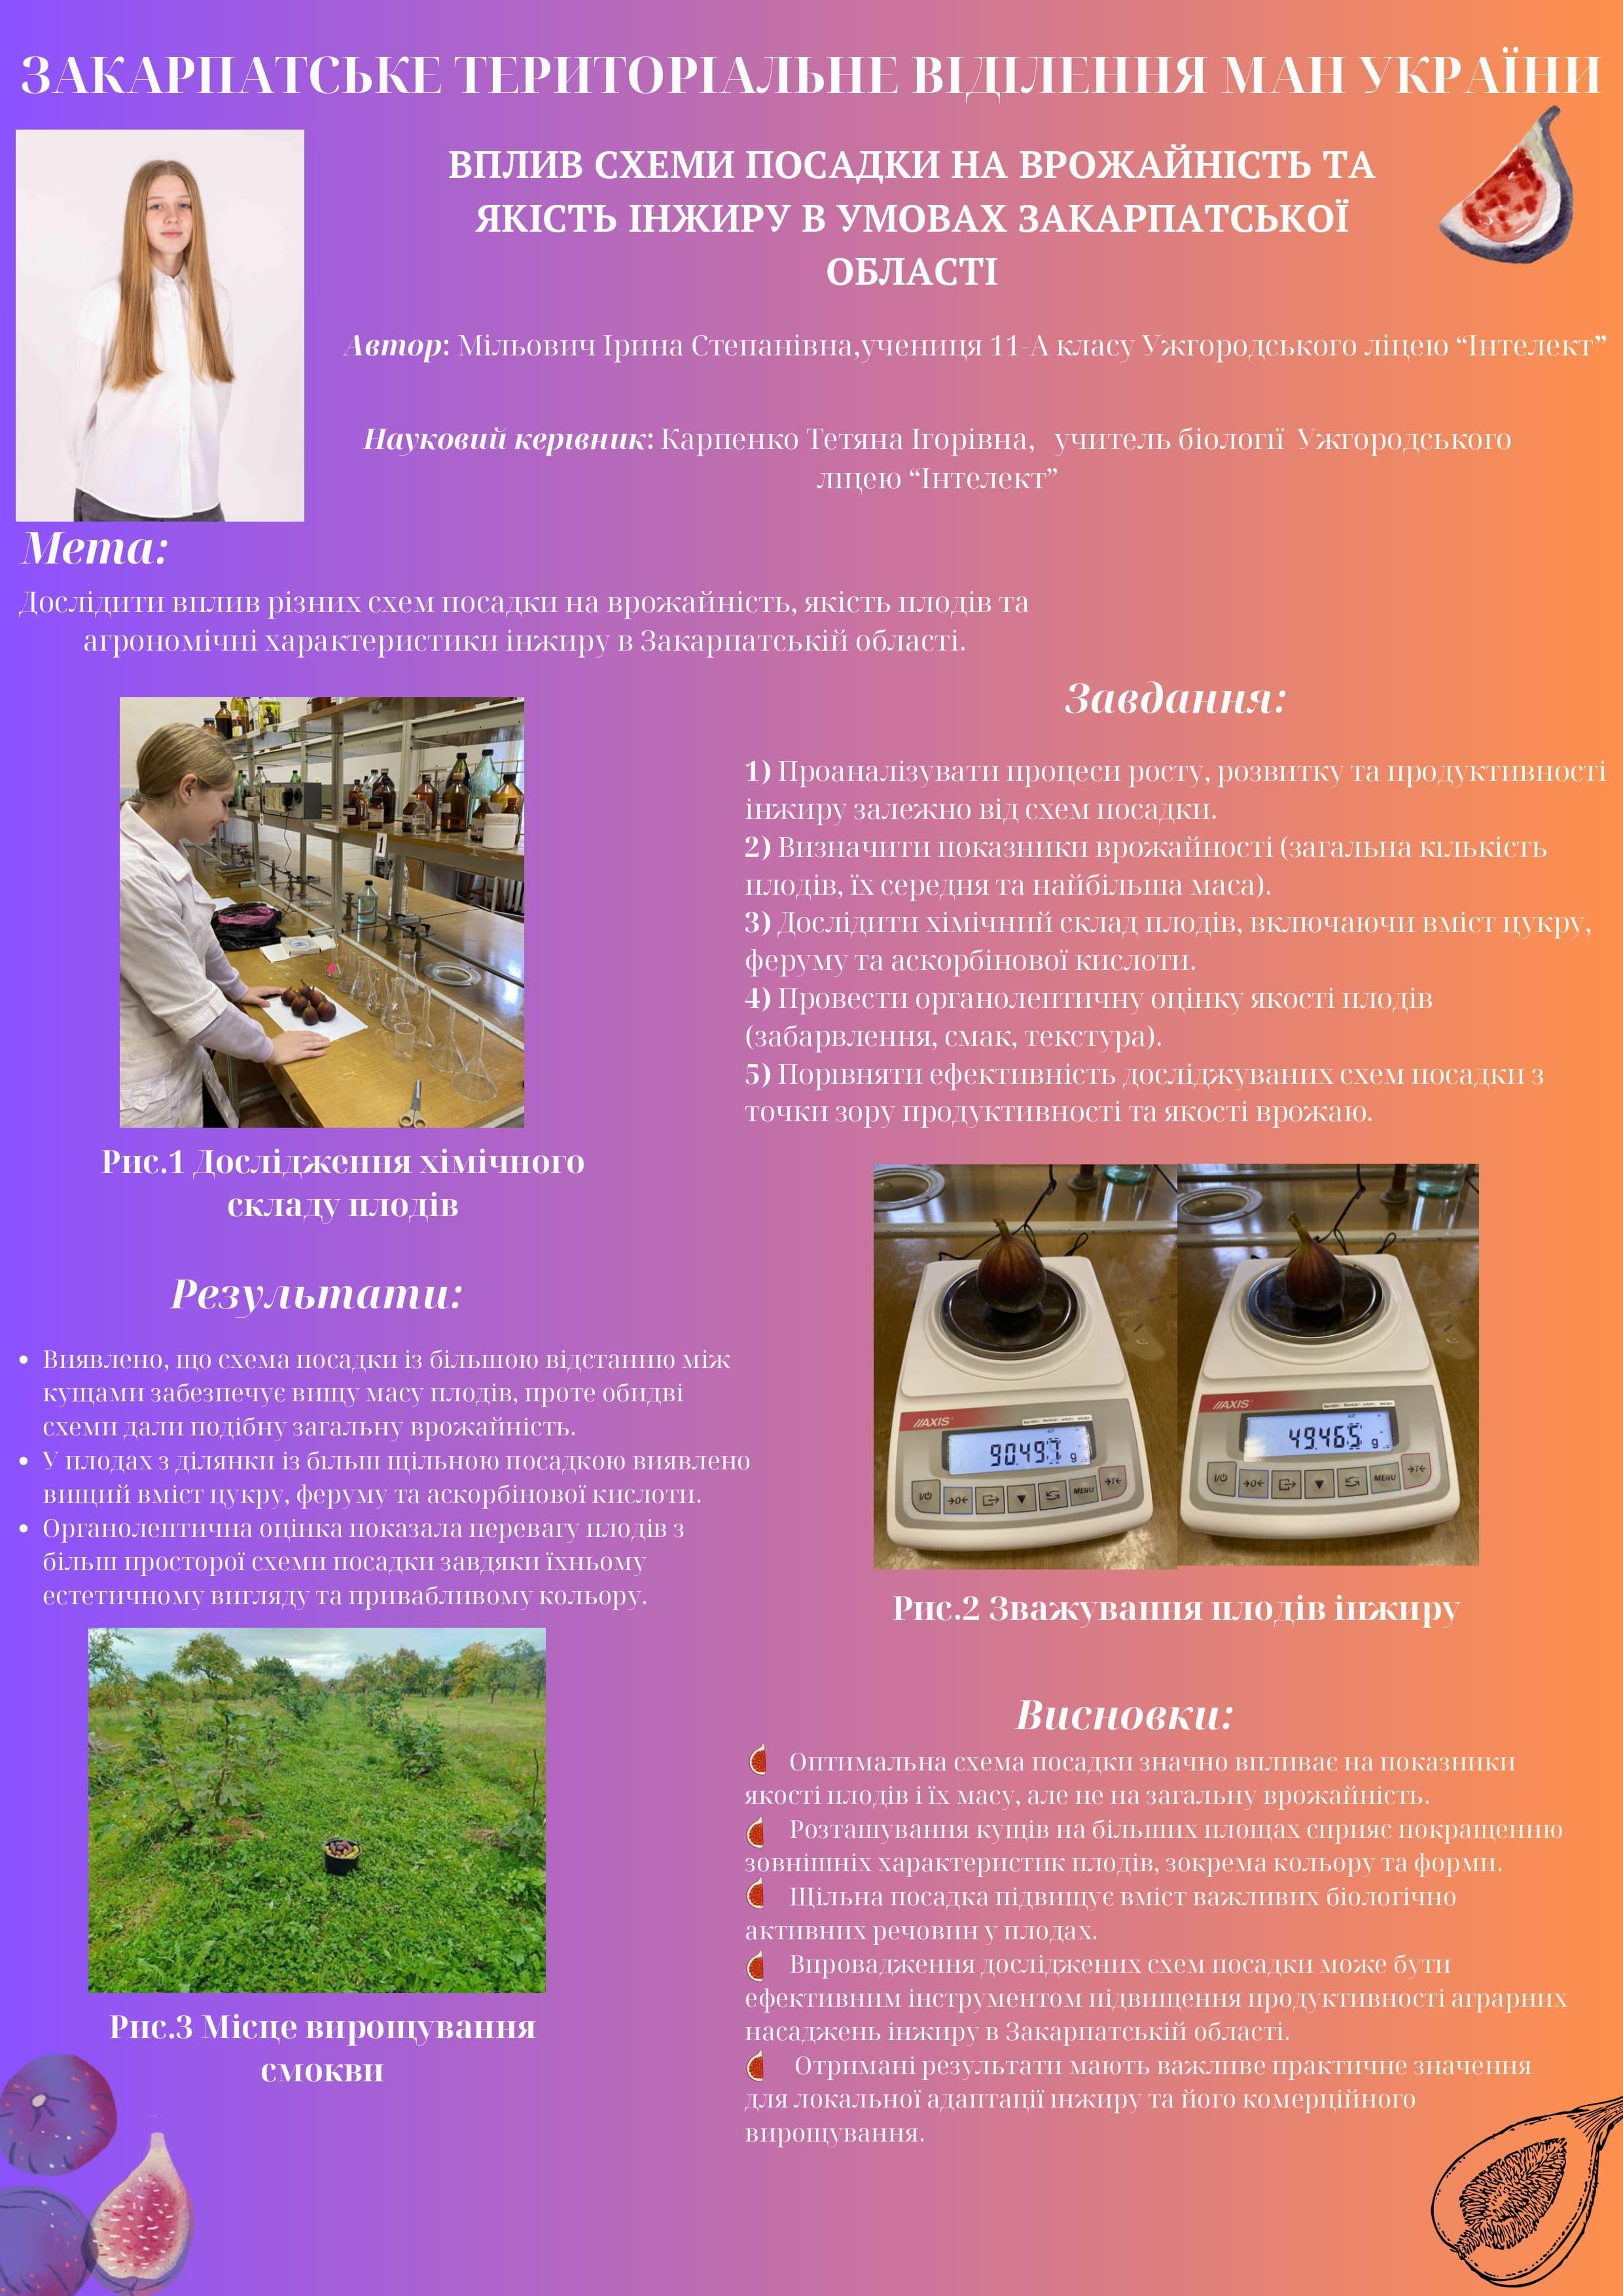 ЗАКАРПАТСЬКЕ ТЕРИТОРІАЛЬНЕ ВІДІЛЕННЯ МАН УКРАЇНИ
ВПЛИВ СХЕМИ ПОСАДКИ НА ВРОЖАЙНІСТЬ ТА
ЯКІСТЬ ІНЖИРУ В УМОВАХ ЗАКАРПАТСЬКОЇ
ОБЛАСТІ
Автор: Мільович Ірина Степанівна,учениця 11-А класу Ужгородського ліцею “Інтелект”
Науковий керівник: Карпенко Тетяна Ігорівна, учитель біології Ужгородського
ліцею “Інтелект”
Мета:
Дослідити вплив різних схем посадки на врожайність, якість плодів та
агрономічні характеристики інжиру в Закарпатській області.
Завдання:
1) Проаналізувати процеси росту, розвитку та продуктивності
інжиру залежно від схем посадки.
2) Визначити показники врожайності (загальна кількість
плодів, їх середня та найбільша маса).
3) Дослідити хімічний склад плодів, включаючи вміст цукру,
феруму та аскорбінової кислоти.
4) Провести органолептичну оцінку якості плодів
(забарвлення, смак, текстура).
5) Порівняти ефективність досліджуваних схем посадки з
точки зору продуктивності та якості врожаю.
1
Рис.1 Дослідження хімічного
складу плодів
Результати:
• Виявлено, що схема посадки із більшою відстанню між
кущами забезпечує вищу масу плодів, проте обидві
схеми дали подібну загальну врожайність.
• У плодах з ділянки із більш щільною посадкою виявлено
вищий вміст цукру, феруму та аскорбінової кислоти.
• Органолептична оцінка показала перевагу плодів з
більш просторої схеми посадки завдяки їхньому
естетичному вигляду та привабливому кольору.
AXIS
90.497 g
I/O →0← MENU →T←
AXIS
49.465 g
I/O →0← MENU →T←
Рис.2 Зважування плодів інжиру
Рис.3 Місце вирощування
смокви
Висновки:
Оптимальна схема посадки значно впливає на показники
якості плодів і їх масу, але не на загальну врожайність.
Розташування кущів на більших площах сприяє покращенню
зовнішніх характеристик плодів, зокрема кольору та форми.
Щільна посадка підвищує вміст важливих біологічно
активних речовин у плодах.
Впровадження досліджених схем посадки може бути
ефективним інструментом підвищення продуктивності аграрних
насаджень інжиру в Закарпатській області.
Отримані результати мають важливе практичне значення
для локальної адаптації інжиру та його комерційного
вирощування.